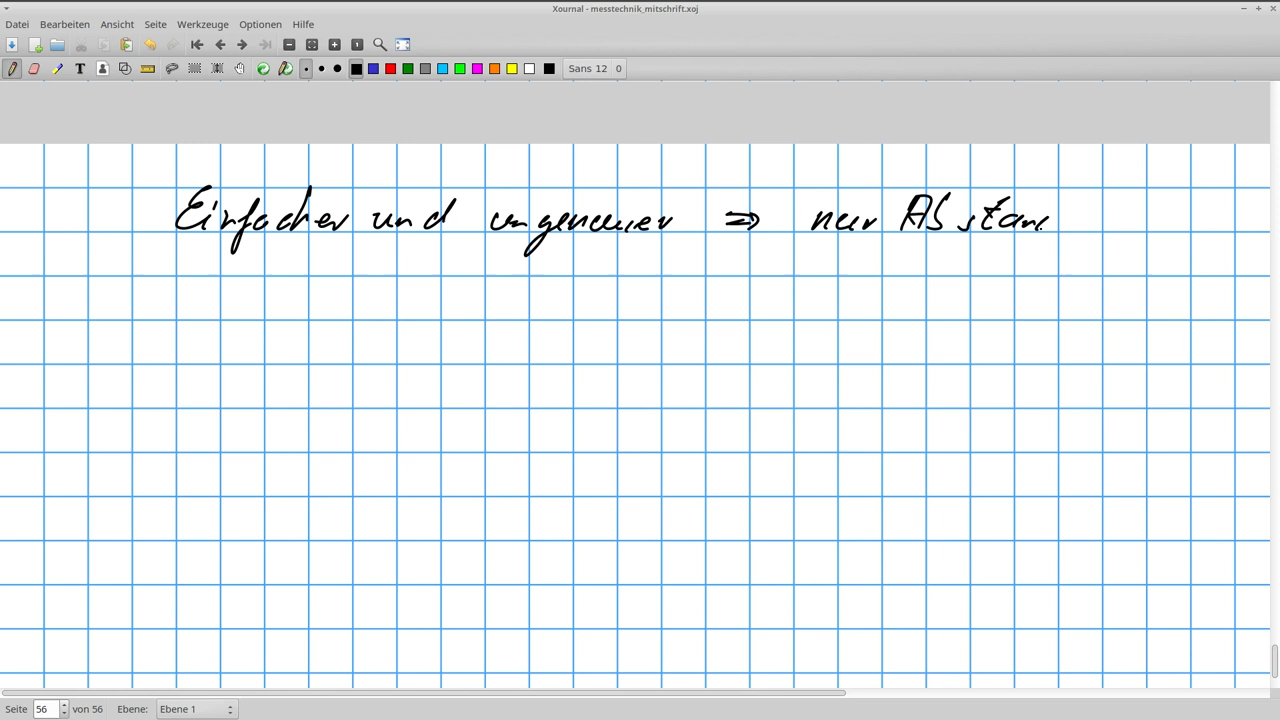 Xournal - messtechnik_mitschrift.xoj
Datei Bearbeiten Ansicht Seite Werkzeuge Optionen Hilfe
Sans 12 0
Einfacher und ungenauer ⇒ nur AS stan
Seite 56 von 56 Ebene: Ebene 1